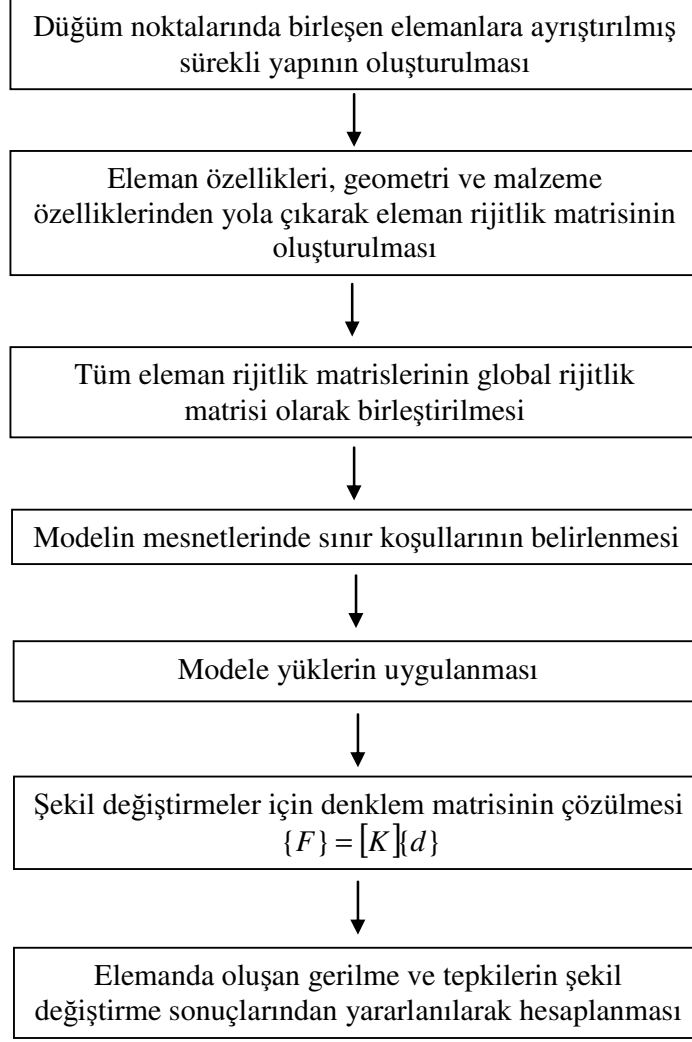 Düğüm noktalarında birleşen elemanlara ayrıştırılmış
sürekli yapının oluşturulması
Eleman özellikleri, geometri ve malzeme
özelliklerinden yola çıkarak eleman rijitlik matrisinin
oluşturulması
Tüm eleman rijitlik matrislerinin global rijitlik
matrisi olarak birleştirilmesi
Modelin mesnetlerinde sınır koşullarının belirlenmesi
Modele yüklerin uygulanması
Şekil değiştirmeler için denklem matrisinin çözülmesi
{F} = [K]{d}
Elemanda oluşan gerilme ve tepkilerin şekil
değiştirme sonuçlarından yararlanılarak hesaplanması